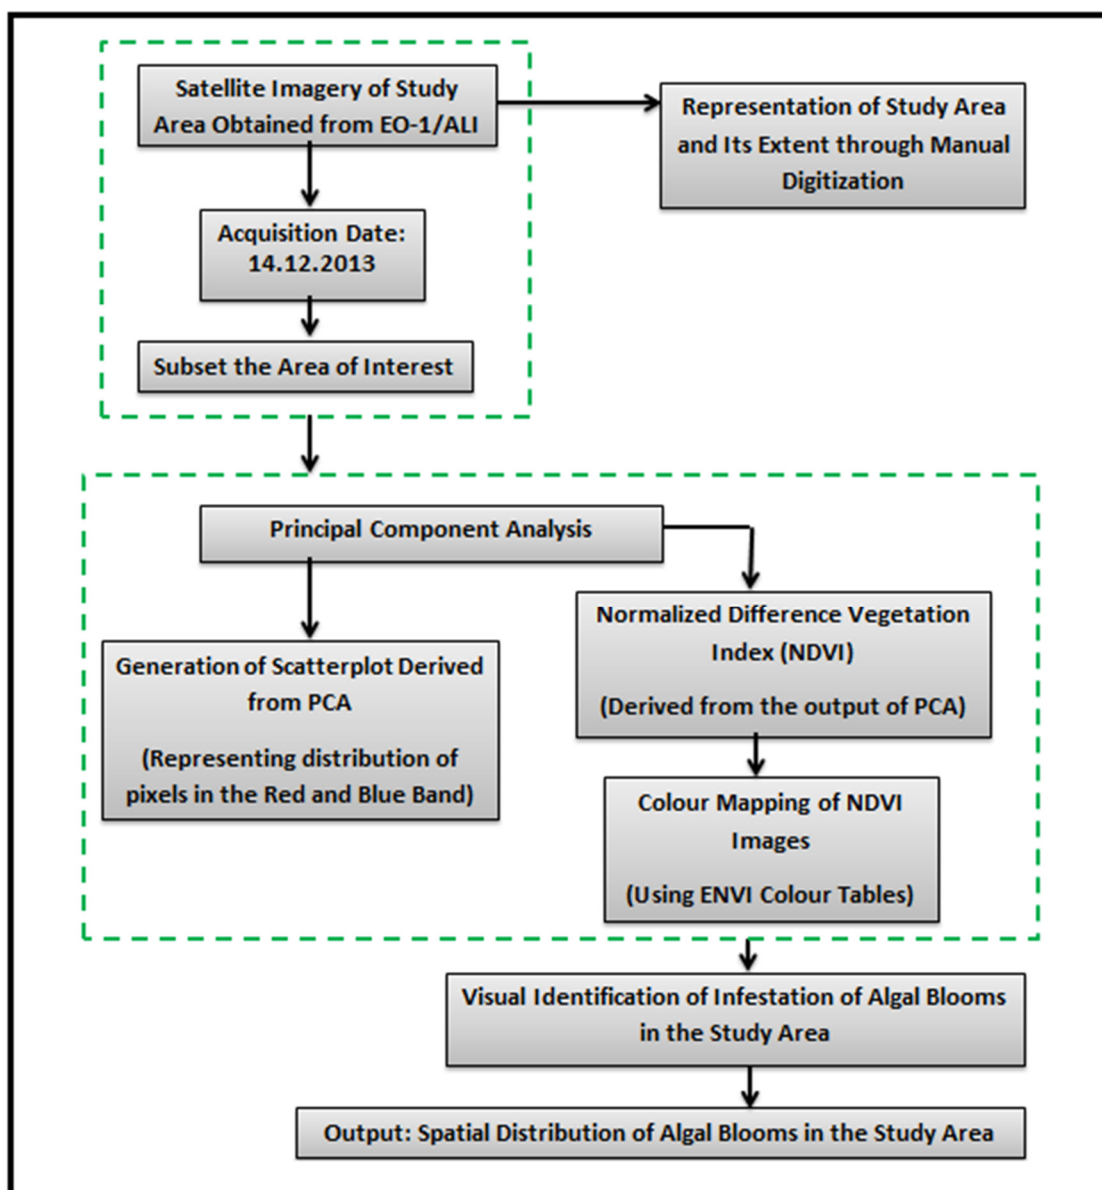 Satellite Imagery of Study
Area Obtained from EO-1/ALI
Representation of Study Area
and Its Extent through Manual
Digitization
Acquisition Date:
14.12.2013
Subset the Area of Interest
Principal Component Analysis
Normalized Difference Vegetation
Index (NDVI)
(Derived from the output of PCA)
Generation of Scatterplot Derived
from PCA
(Representing distribution of
pixels in the Red and Blue Band)
Colour Mapping of NDVI
Images
(Using ENVI Colour Tables)
Visual Identification of Infestation of Algal Blooms
in the Study Area
Output: Spatial Distribution of Algal Blooms in the Study Area